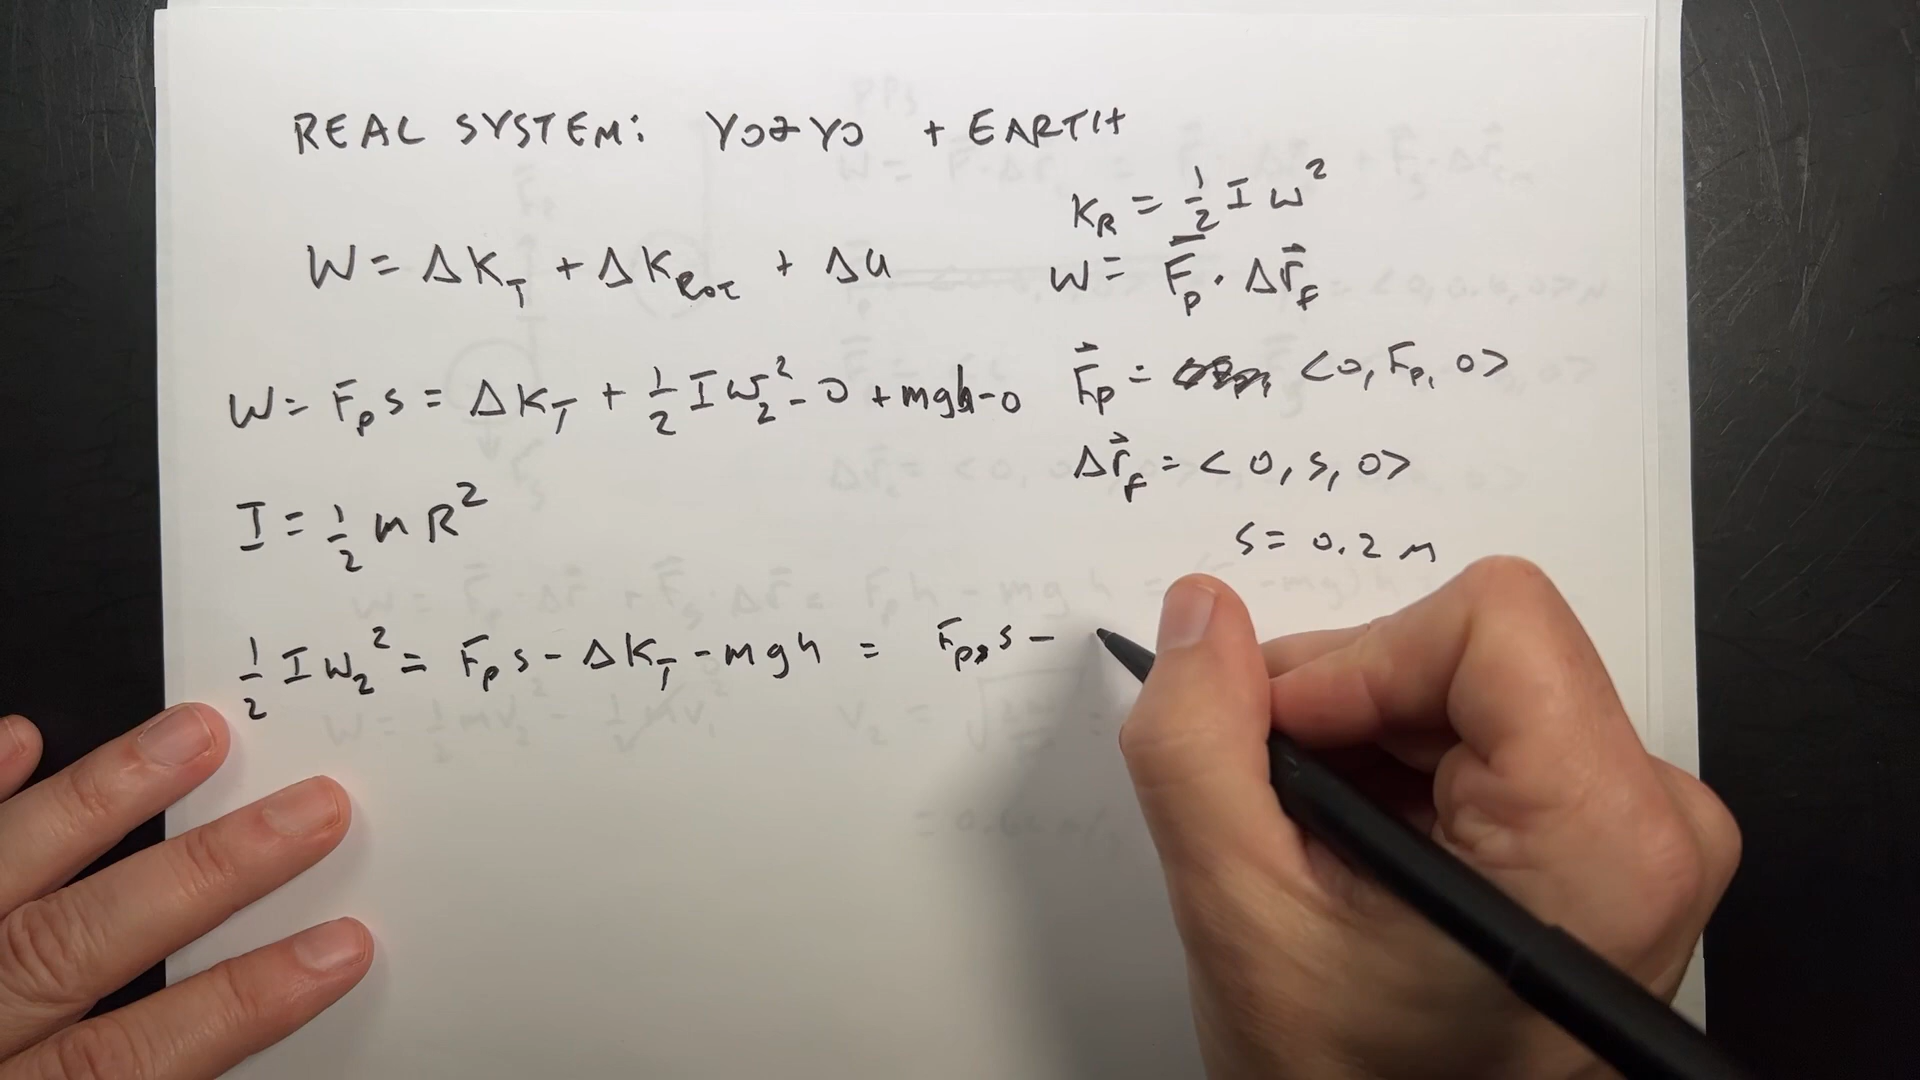 REAL SYSTEM: YOYO + EARTH
K_R = 1/2 I ω²
W = ΔK_T + ΔK_ROT + Δu
W = F⃗_p · Δr⃗_f
W = F_p s = ΔK_T + 1/2 I ω₂² - 0 + mgh - 0
F⃗_p = <0, F_p, 0>
Δr⃗_f = <0, s, 0>
I = 1/2 m R²
s = 0.2 m
1/2 I ω₂² = F_p s - ΔK_T - mgh = F_p s -